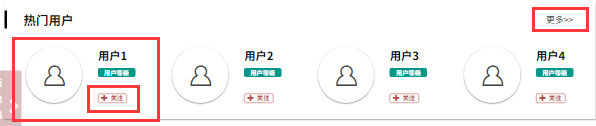 热门用户 更多>>
用户1 用户2 用户3 用户4
用户等级 用户等级 用户等级 用户等级
+ 关注 + 关注 + 关注 + 关注